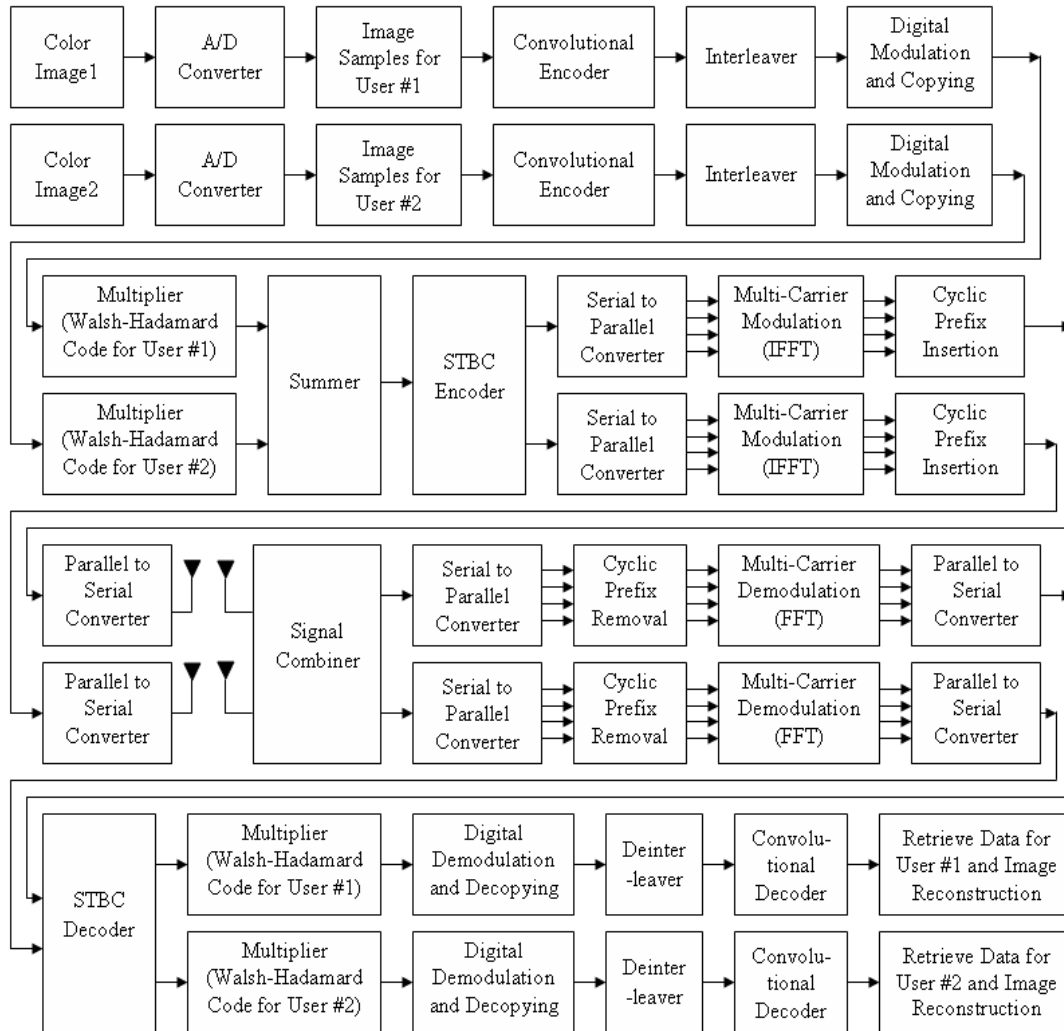 Color
Image1
A/D
Converter
Image
Samples for
User #1
Convolutional
Encoder
Interleaver
Digital
Modulation
and Copying
Color
Image2
A/D
Converter
Image
Samples for
User #2
Convolutional
Encoder
Interleaver
Digital
Modulation
and Copying
Multiplier
(Walsh-Hadamard
Code for User #1)
Multiplier
(Walsh-Hadamard
Code for User #2)
Summer
STBC
Encoder
Serial to
Parallel
Converter
Multi-Carrier
Modulation
(IFFT)
Cyclic
Prefix
Insertion
Serial to
Parallel
Converter
Multi-Carrier
Modulation
(IFFT)
Cyclic
Prefix
Insertion
Parallel to
Serial
Converter
Parallel to
Serial
Converter
Signal
Combiner
Serial to
Parallel
Converter
Cyclic
Prefix
Removal
Multi-Carrier
Demodulation
(FFT)
Parallel to
Serial
Converter
Serial to
Parallel
Converter
Cyclic
Prefix
Removal
Multi-Carrier
Demodulation
(FFT)
Parallel to
Serial
Converter
STBC
Decoder
Multiplier
(Walsh-Hadamard
Code for User #1)
Digital
Demodulation
and Decopying
Deinter
-leaver
Convolu-
tional
Decoder
Retrieve Data for
User #1 and Image
Reconstruction
Multiplier
(Walsh-Hadamard
Code for User #2)
Digital
Demodulation
and Decopying
Deinter
-leaver
Convolu-
tional
Decoder
Retrieve Data for
User #2 and Image
Reconstruction